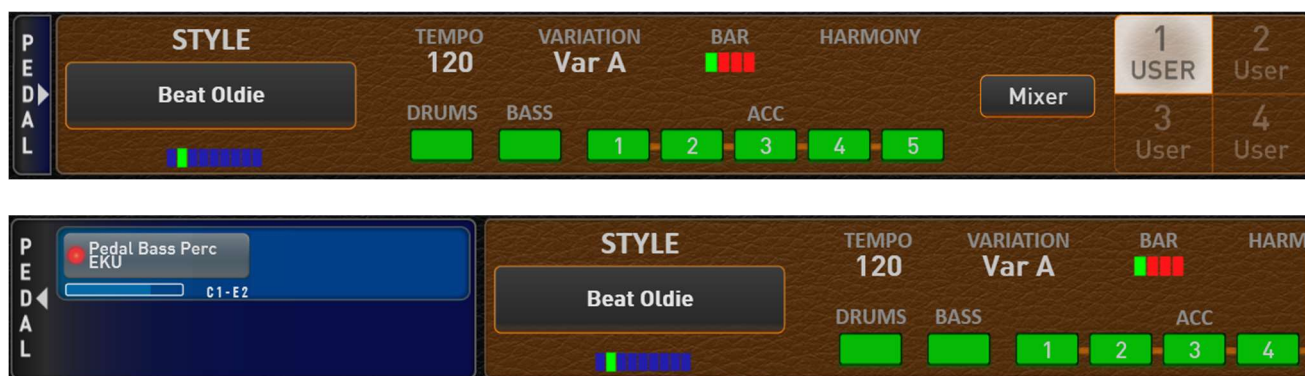 PEDAL
STYLE TEMPO VARIATION BAR HARMONY
120 Var A
Beat Oldie
DRUMS BASS ACC
1 2 3 4 5
Mixer
1 USER
2 User
3 User
4 User
PEDAL
Pedal Bass Perc
EKU
C1-E2
STYLE TEMPO VARIATION BAR HARM
120 Var A
Beat Oldie
DRUMS BASS ACC
1 2 3 4